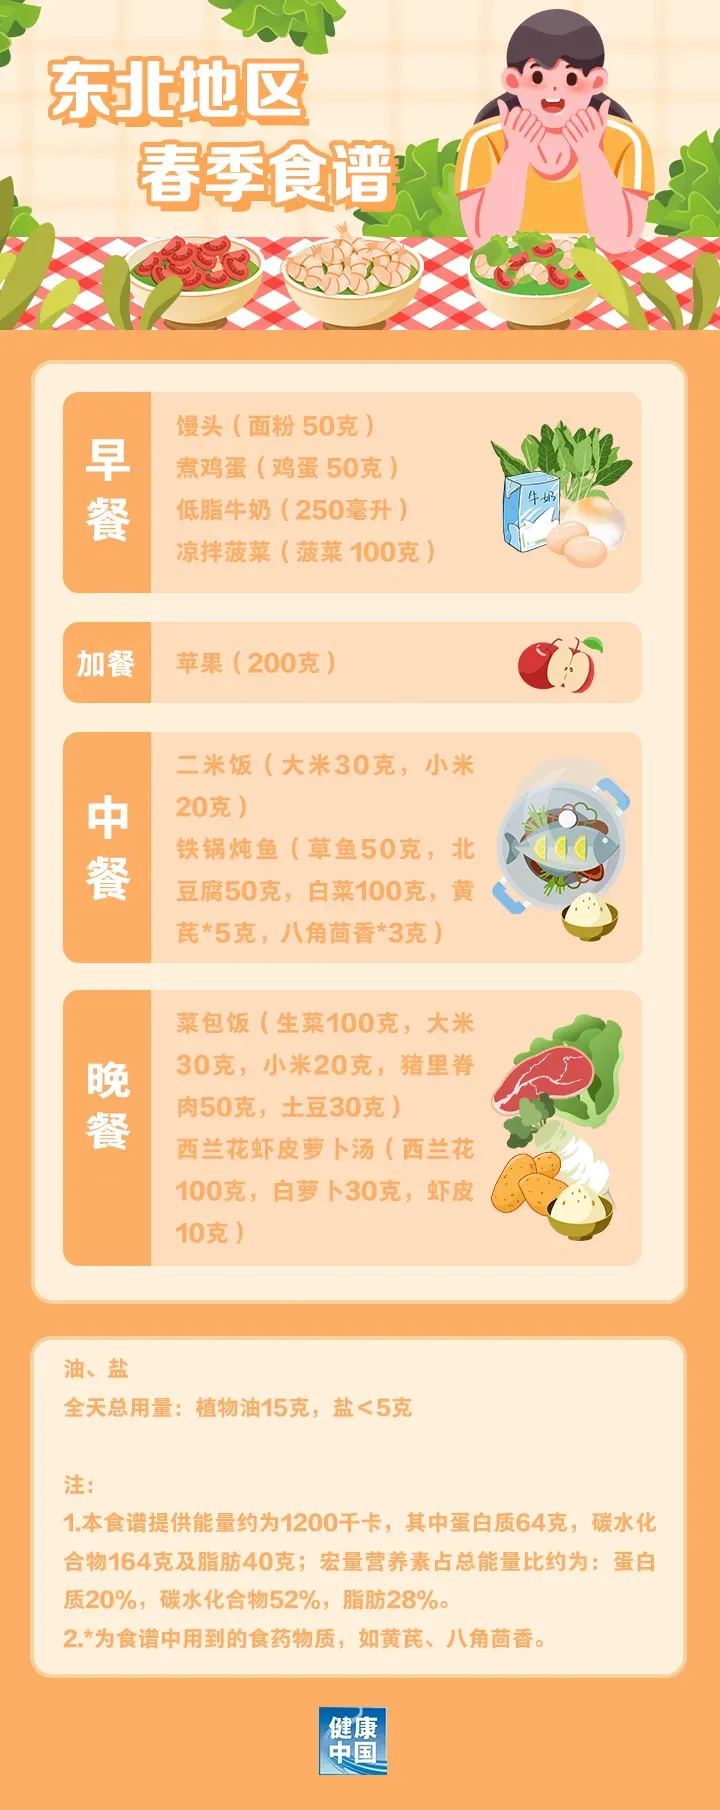 东北地区
春季食谱
早餐
馒头（面粉 50克）
煮鸡蛋（鸡蛋 50克）
低脂牛奶（250毫升）
凉拌菠菜（菠菜 100克）
牛奶
加餐
苹果（200克）
中餐
二米饭（大米30克，小米
20克）
铁锅炖鱼（草鱼50克，北
豆腐50克，白菜100克，黄
芪*5克，八角茴香*3克）
晚餐
菜包饭（生菜100克，大米
30克，小米20克，猪里脊
肉50克，土豆30克）
西兰花虾皮萝卜汤（西兰花
100克，白萝卜30克，虾皮
10克）
油、盐
全天总用量：植物油15克，盐＜5克
注：
1.本食谱提供能量约为1200千卡，其中蛋白质64克，碳水化
合物164克及脂肪40克；宏量营养素占总能量比约为：蛋白
质20%，碳水化合物52%，脂肪28%。
2.*为食谱中用到的食药物质，如黄芪、八角茴香。
健康
中国